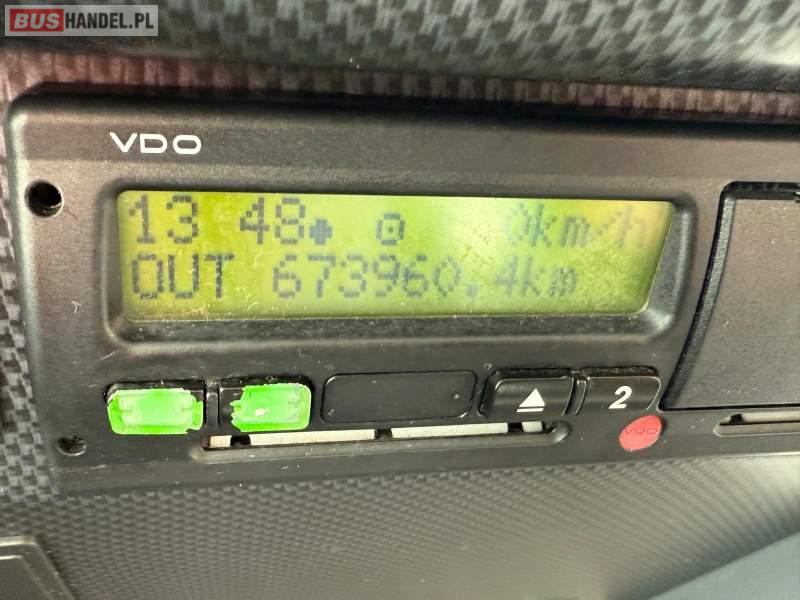 BUSHANDEL.PL
VDO
13 48 0km/h
OUT 673960.4km
2
VDO